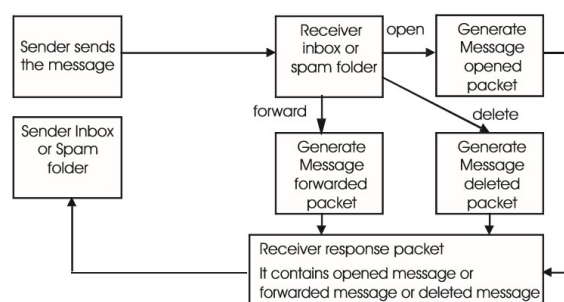 Sender sends
the message
Receiver
inbox or
spam folder
open
Generate
Message
opened
packet
forward
delete
Sender Inbox
or Spam
folder
Generate
Message
forwarded
packet
Generate
Message
deleted
packet
Receiver response packet
It contains opened message or
forwarded message or deleted message